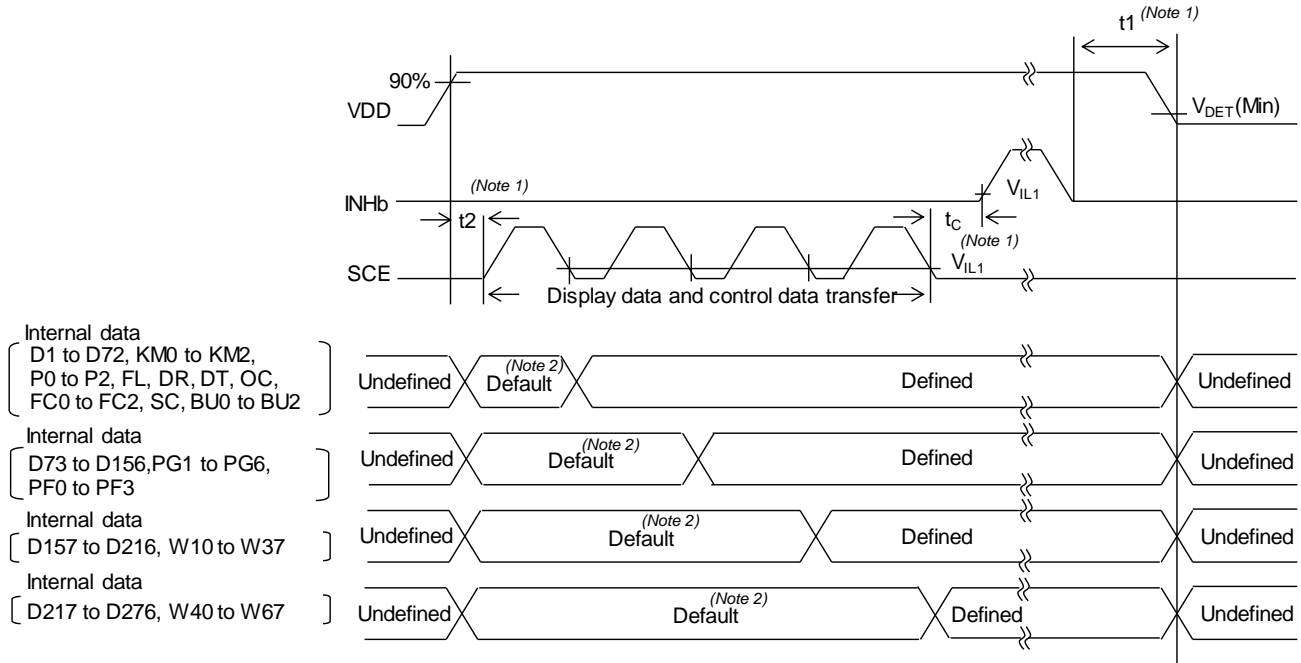 t1 (Note 1)
90%
VDD
VDET(Min)
(Note 1)
INHb
VIL1
t2
tC
(Note 1)
VIL1
SCE
Display data and control data transfer
Internal data
D1 to D72, KM0 to KM2,
P0 to P2, FL, DR, DT, OC,
FC0 to FC2, SC, BU0 to BU2
Undefined
(Note 2)
Default
Defined
Undefined
Internal data
D73 to D156,PG1 to PG6,
PF0 to PF3
Undefined
(Note 2)
Default
Defined
Undefined
Internal data
D157 to D216, W10 to W37
Undefined
(Note 2)
Default
Defined
Undefined
Internal data
D217 to D276, W40 to W67
Undefined
(Note 2)
Default
Defined
Undefined